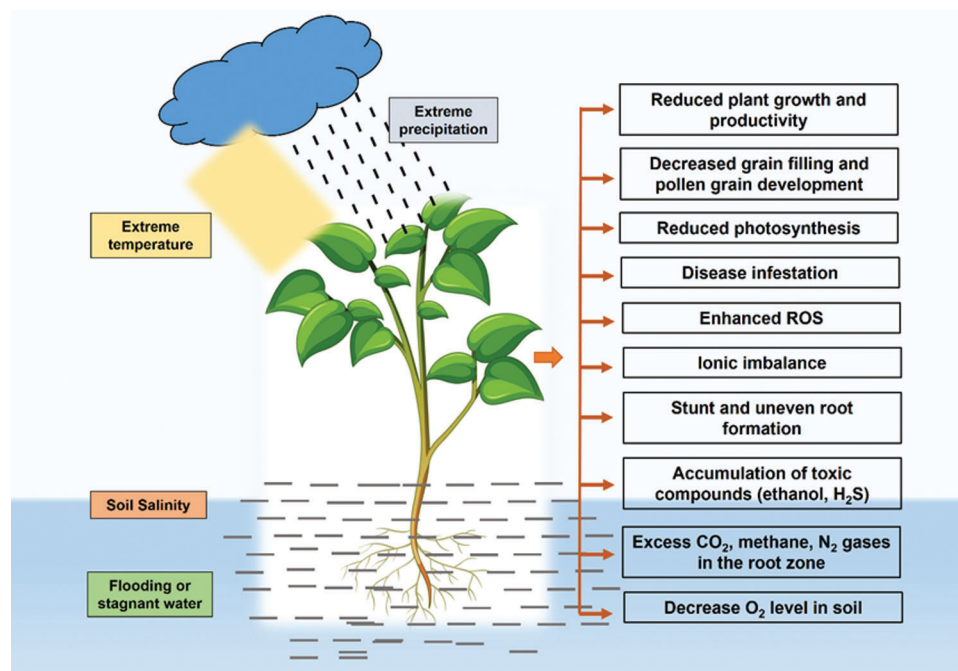 Extreme
precipitation
Extreme
temperature
Soil Salinity
Flooding or
stagnant water
Reduced plant growth and
productivity
Decreased grain filling and
pollen grain development
Reduced photosynthesis
Disease infestation
Enhanced ROS
Ionic imbalance
Stunt and uneven root
formation
Accumulation of toxic
compounds (ethanol, H₂S)
Excess CO₂, methane, N₂ gases
in the root zone
Decrease O₂ level in soil